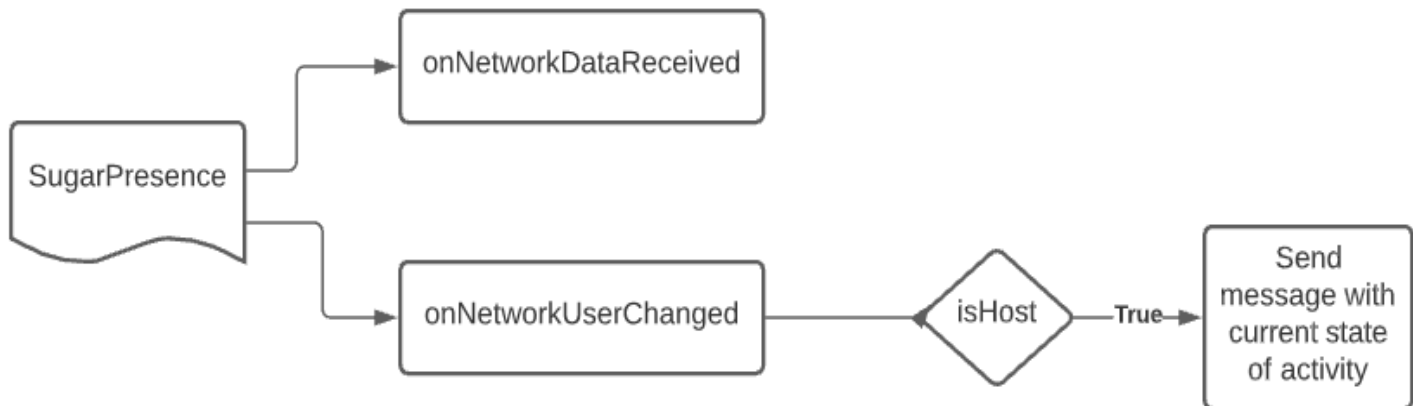 onNetworkDataReceived
SugarPresence
onNetworkUserChanged
isHost
True
Send
message with
current state
of activity